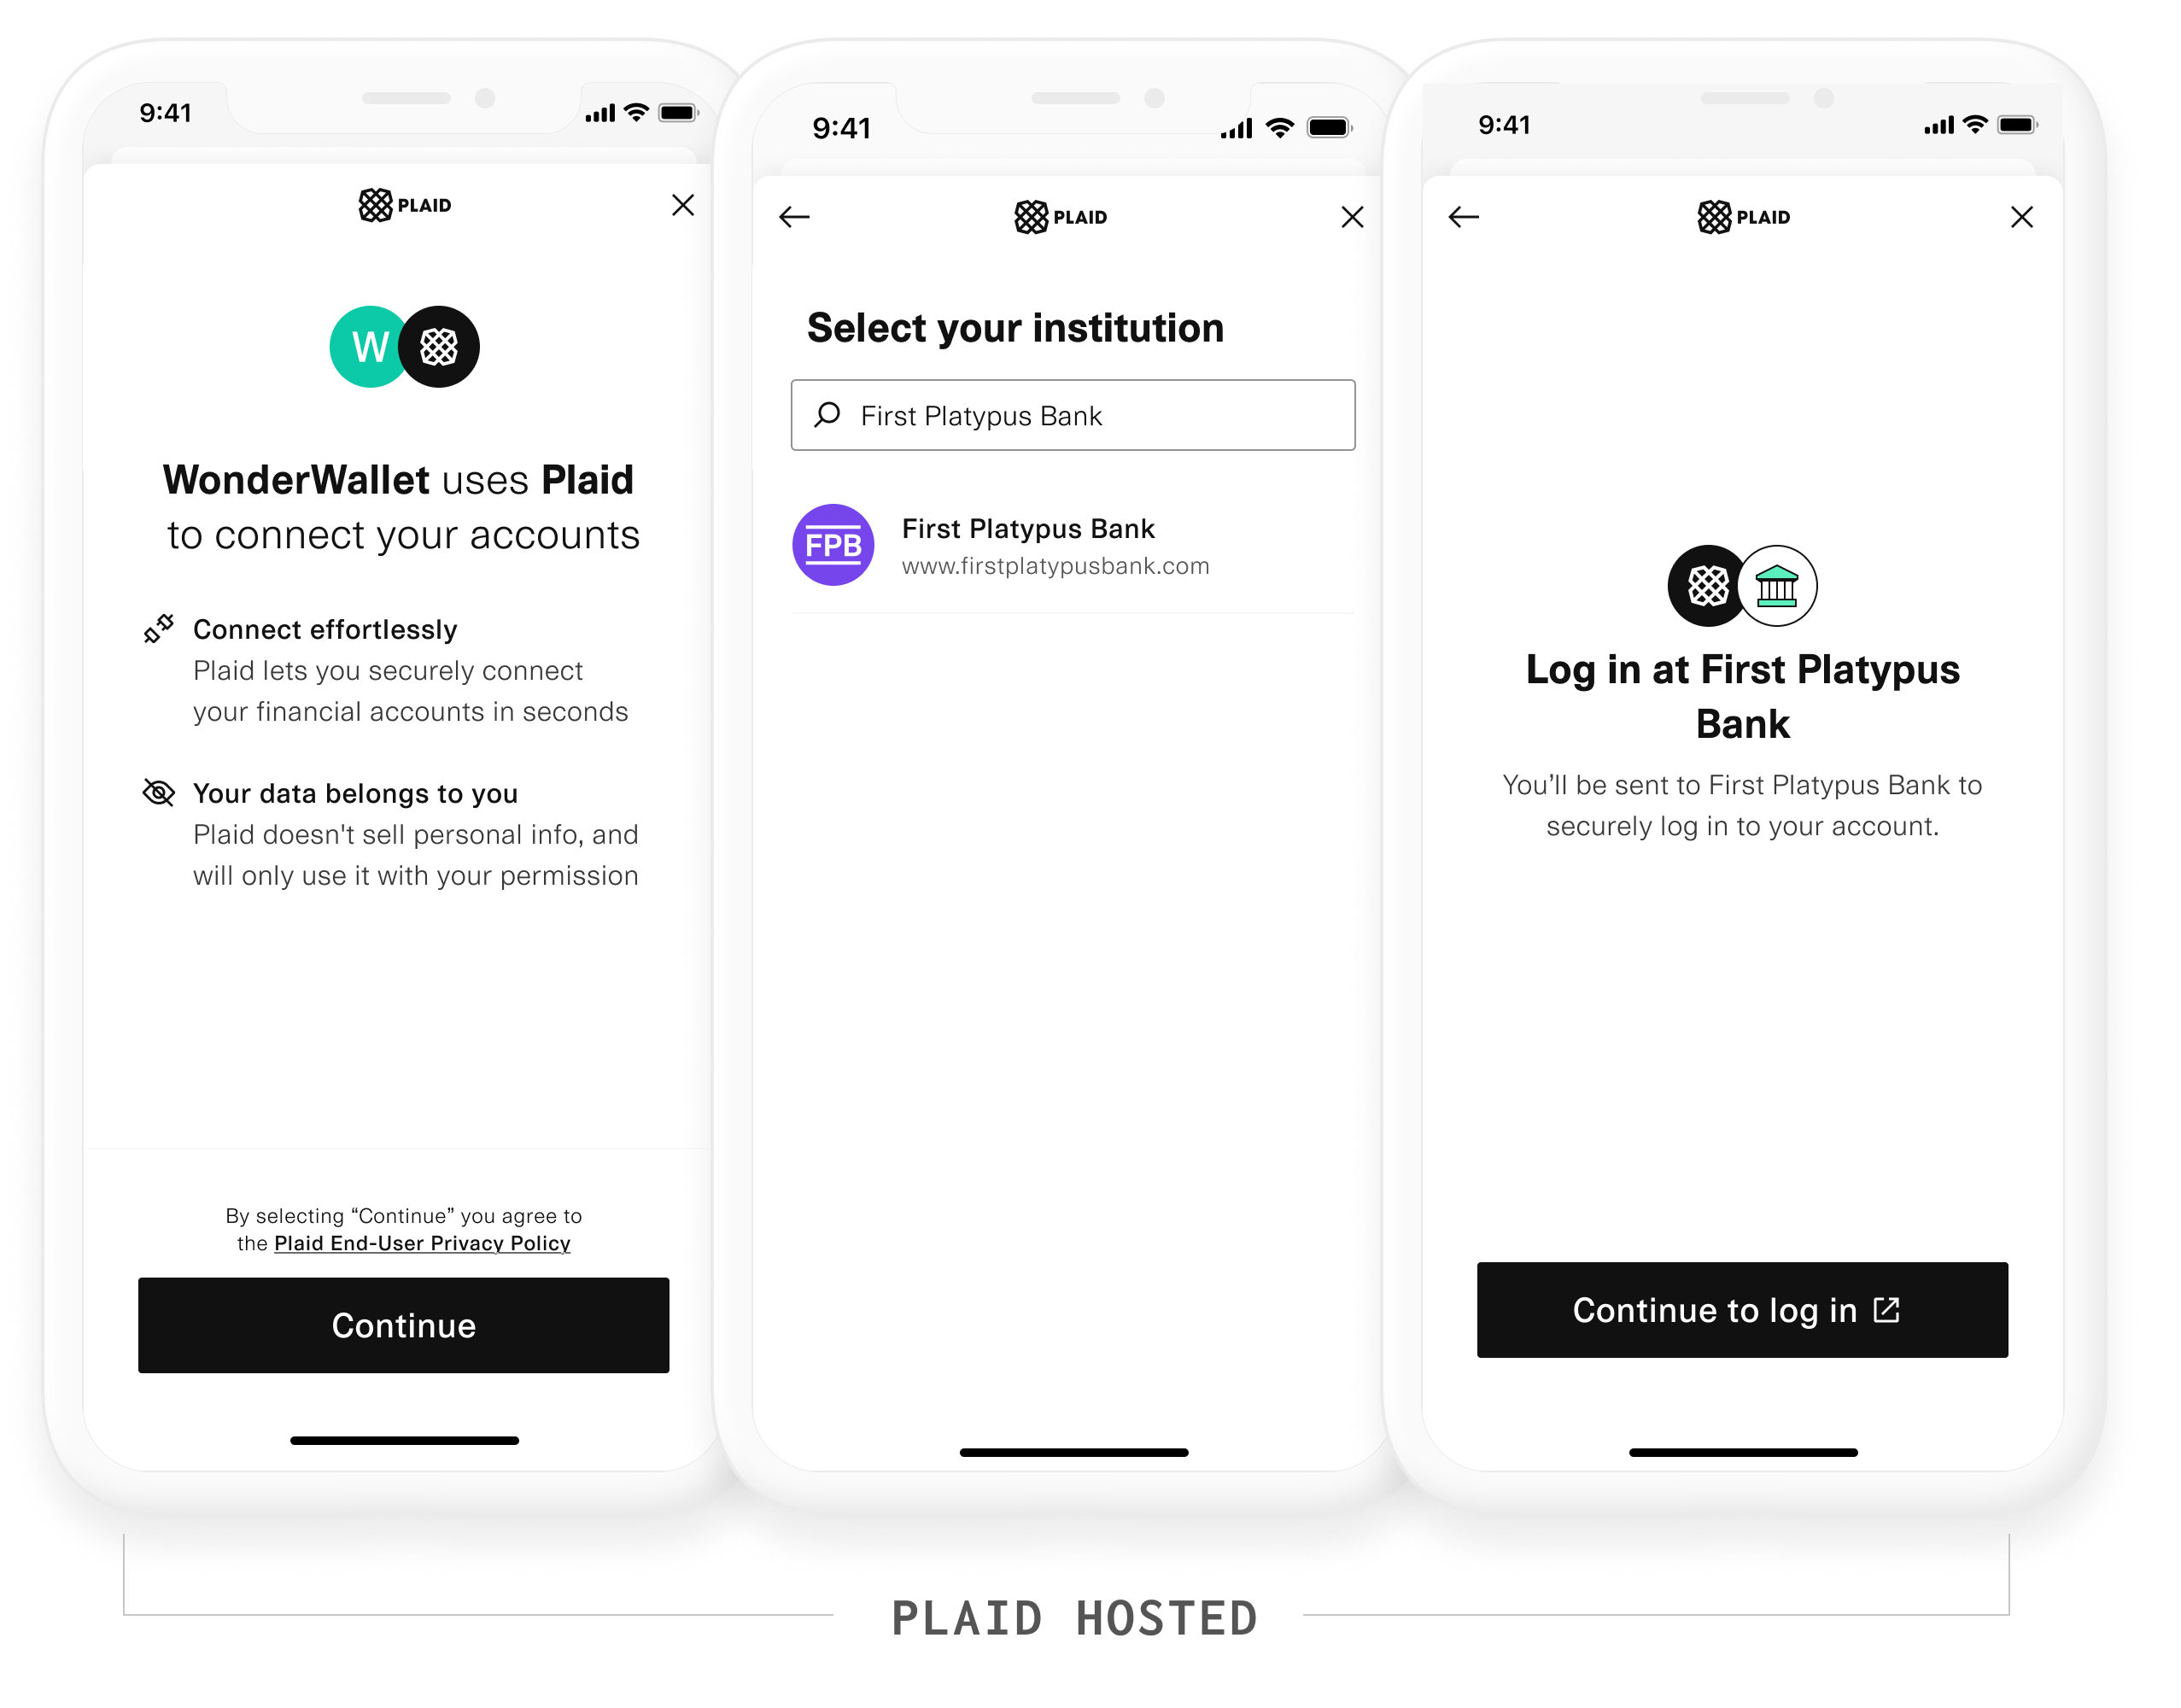 9:41
PLAID
W
WonderWallet uses Plaid
to connect your accounts
Connect effortlessly
Plaid lets you securely connect
your financial accounts in seconds
Your data belongs to you
Plaid doesn't sell personal info, and
will only use it with your permission
By selecting “Continue” you agree to
the Plaid End-User Privacy Policy
Continue
9:41
PLAID
Select your institution
First Platypus Bank
FPB
First Platypus Bank
www.firstplatypusbank.com
9:41
PLAID
Log in at First Platypus
Bank
You’ll be sent to First Platypus Bank to
securely log in to your account.
Continue to log in
PLAID HOSTED